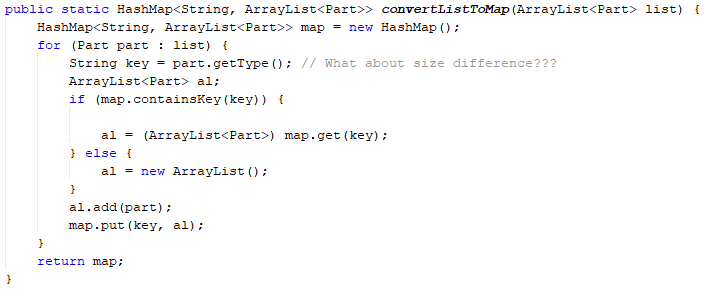 public static HashMap<String, ArrayList<Part>> convertListToMap(ArrayList<Part> list) {
    HashMap<String, ArrayList<Part>> map = new HashMap();
    for (Part part : list) {
        String key = part.getType(); // What about size difference???
        ArrayList<Part> al;
        if (map.containsKey(key)) {

            al = (ArrayList<Part>) map.get(key);
        } else {
            al = new ArrayList();
        }
        al.add(part);
        map.put(key, al);
    }
    return map;
}